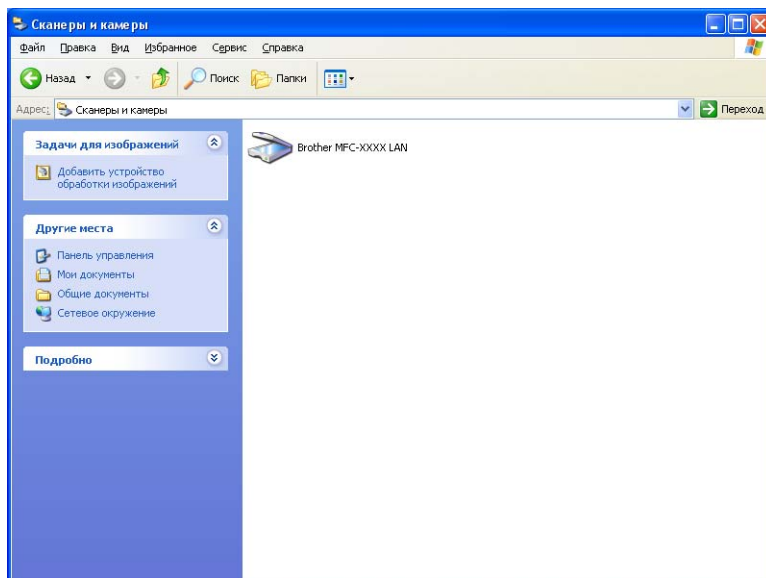 Сканеры и камеры
Файл Правка Вид Избранное Сервис Справка
Назад Поиск Папки
Адрес: Сканеры и камеры Переход
Задачи для изображений
Добавить устройство
обработки изображений
Другие места
Панель управления
Мои документы
Общие документы
Сетевое окружение
Подробно
Brother MFC-XXXX LAN